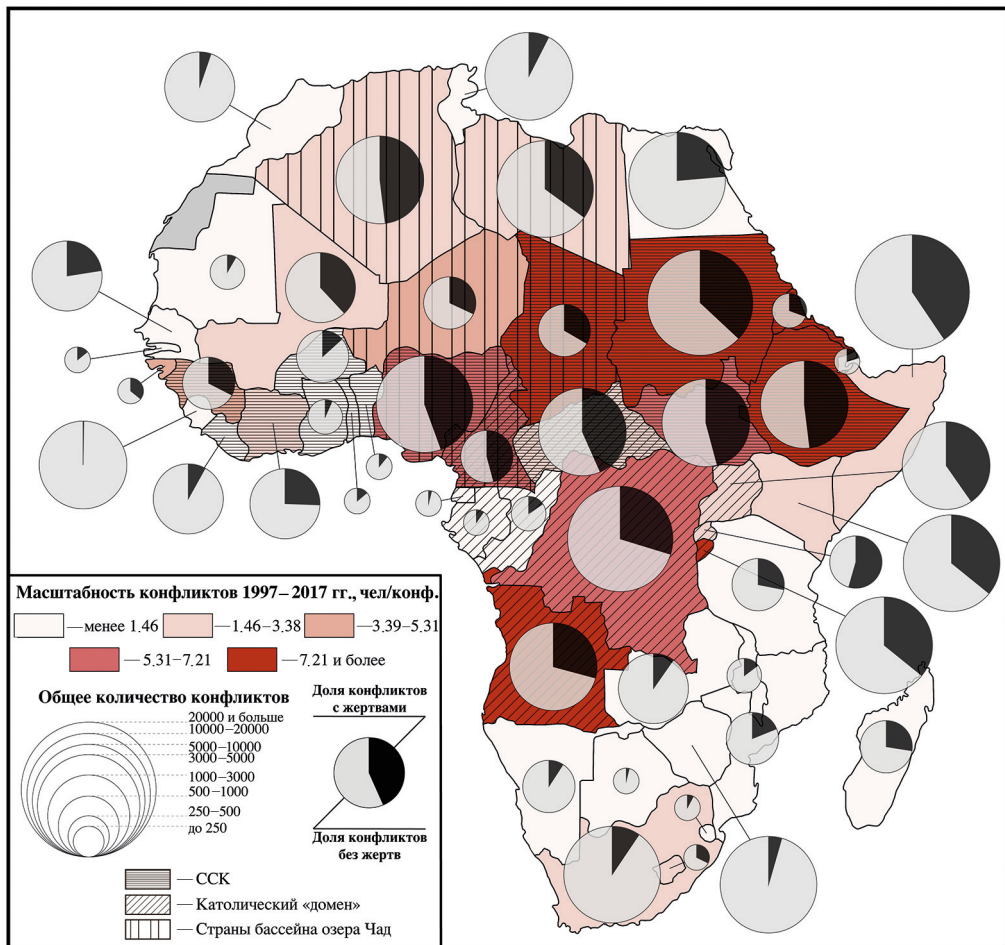 Масштабность конфликтов 1997–2017 гг., чел/конф.
— менее 1.46 — 1.46–3.38 — 3.39–5.31
— 5.31–7.21 — 7.21 и более
Общее количество конфликтов
20000 и больше
10000–20000
5000–10000
3000–5000
1000–3000
500–1000
250–500
до 250
Доля конфликтов
с жертвами
Доля конфликтов
без жертв
— ССК
— Католический «домен»
— Страны бассейна озера Чад